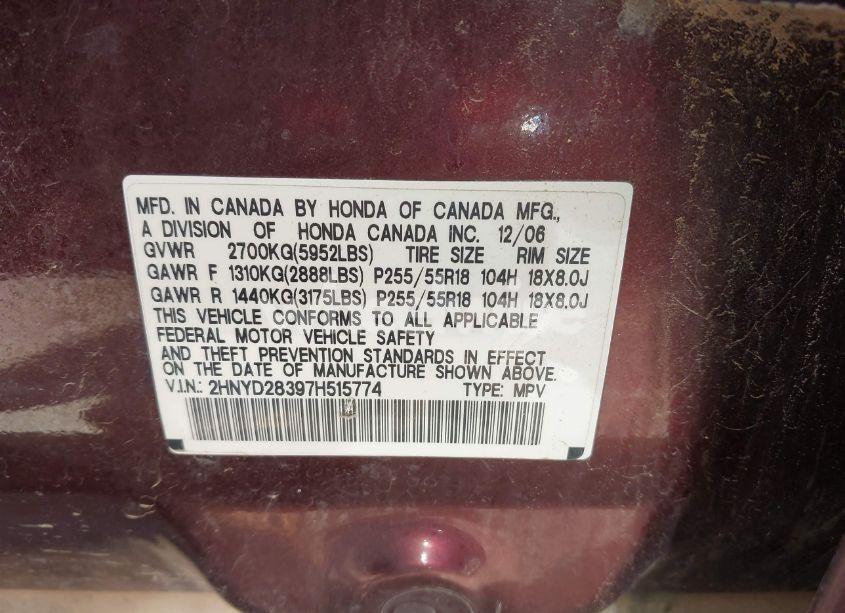 MFD. IN CANADA BY HONDA OF CANADA MFG.,
A DIVISION OF HONDA CANADA INC. 12/06
GVWR 2700KG(5952LBS) TIRE SIZE RIM SIZE
GAWR F 1310KG(2888LBS) P255/55R18 104H 18X8.0J
GAWR R 1440KG(3175LBS) P255/55R18 104H 18X8.0J
THIS VEHICLE CONFORMS TO ALL APPLICABLE
FEDERAL MOTOR VEHICLE SAFETY
AND THEFT PREVENTION STANDARDS IN EFFECT
ON THE DATE OF MANUFACTURE SHOWN ABOVE.
V.I.N.: 2HNYD28397H515774 TYPE: MPV